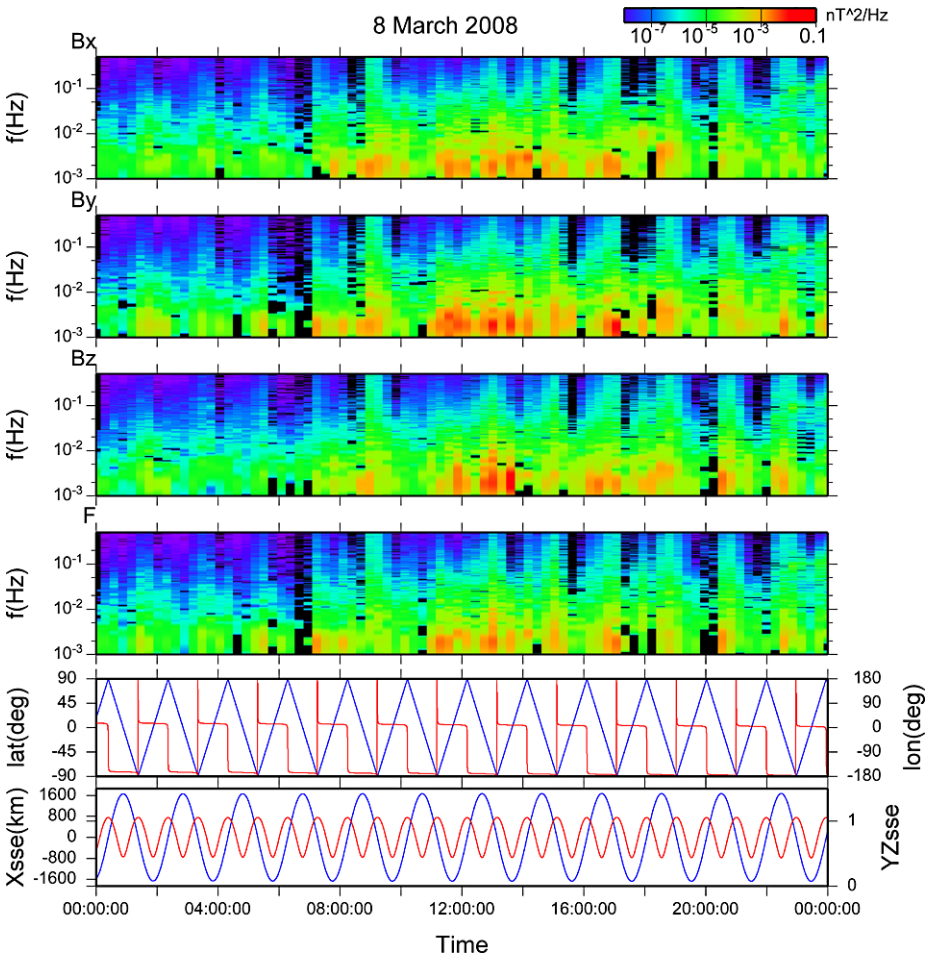 8 March 2008
nT^2/Hz
10^-7 10^-5 10^-3 0.1
Bx
f(Hz)
10^-1
10^-2
10^-3
By
f(Hz)
10^-1
10^-2
10^-3
Bz
f(Hz)
10^-1
10^-2
10^-3
F
f(Hz)
10^-1
10^-2
10^-3
lat(deg)
90
45
0
-45
-90
180
90
0
-90
-180
lon(deg)
Xsse(km)
1600
800
0
-800
-1600
1
0
YZsse
00:00:00 04:00:00 08:00:00 12:00:00 16:00:00 20:00:00 00:00:00
Time